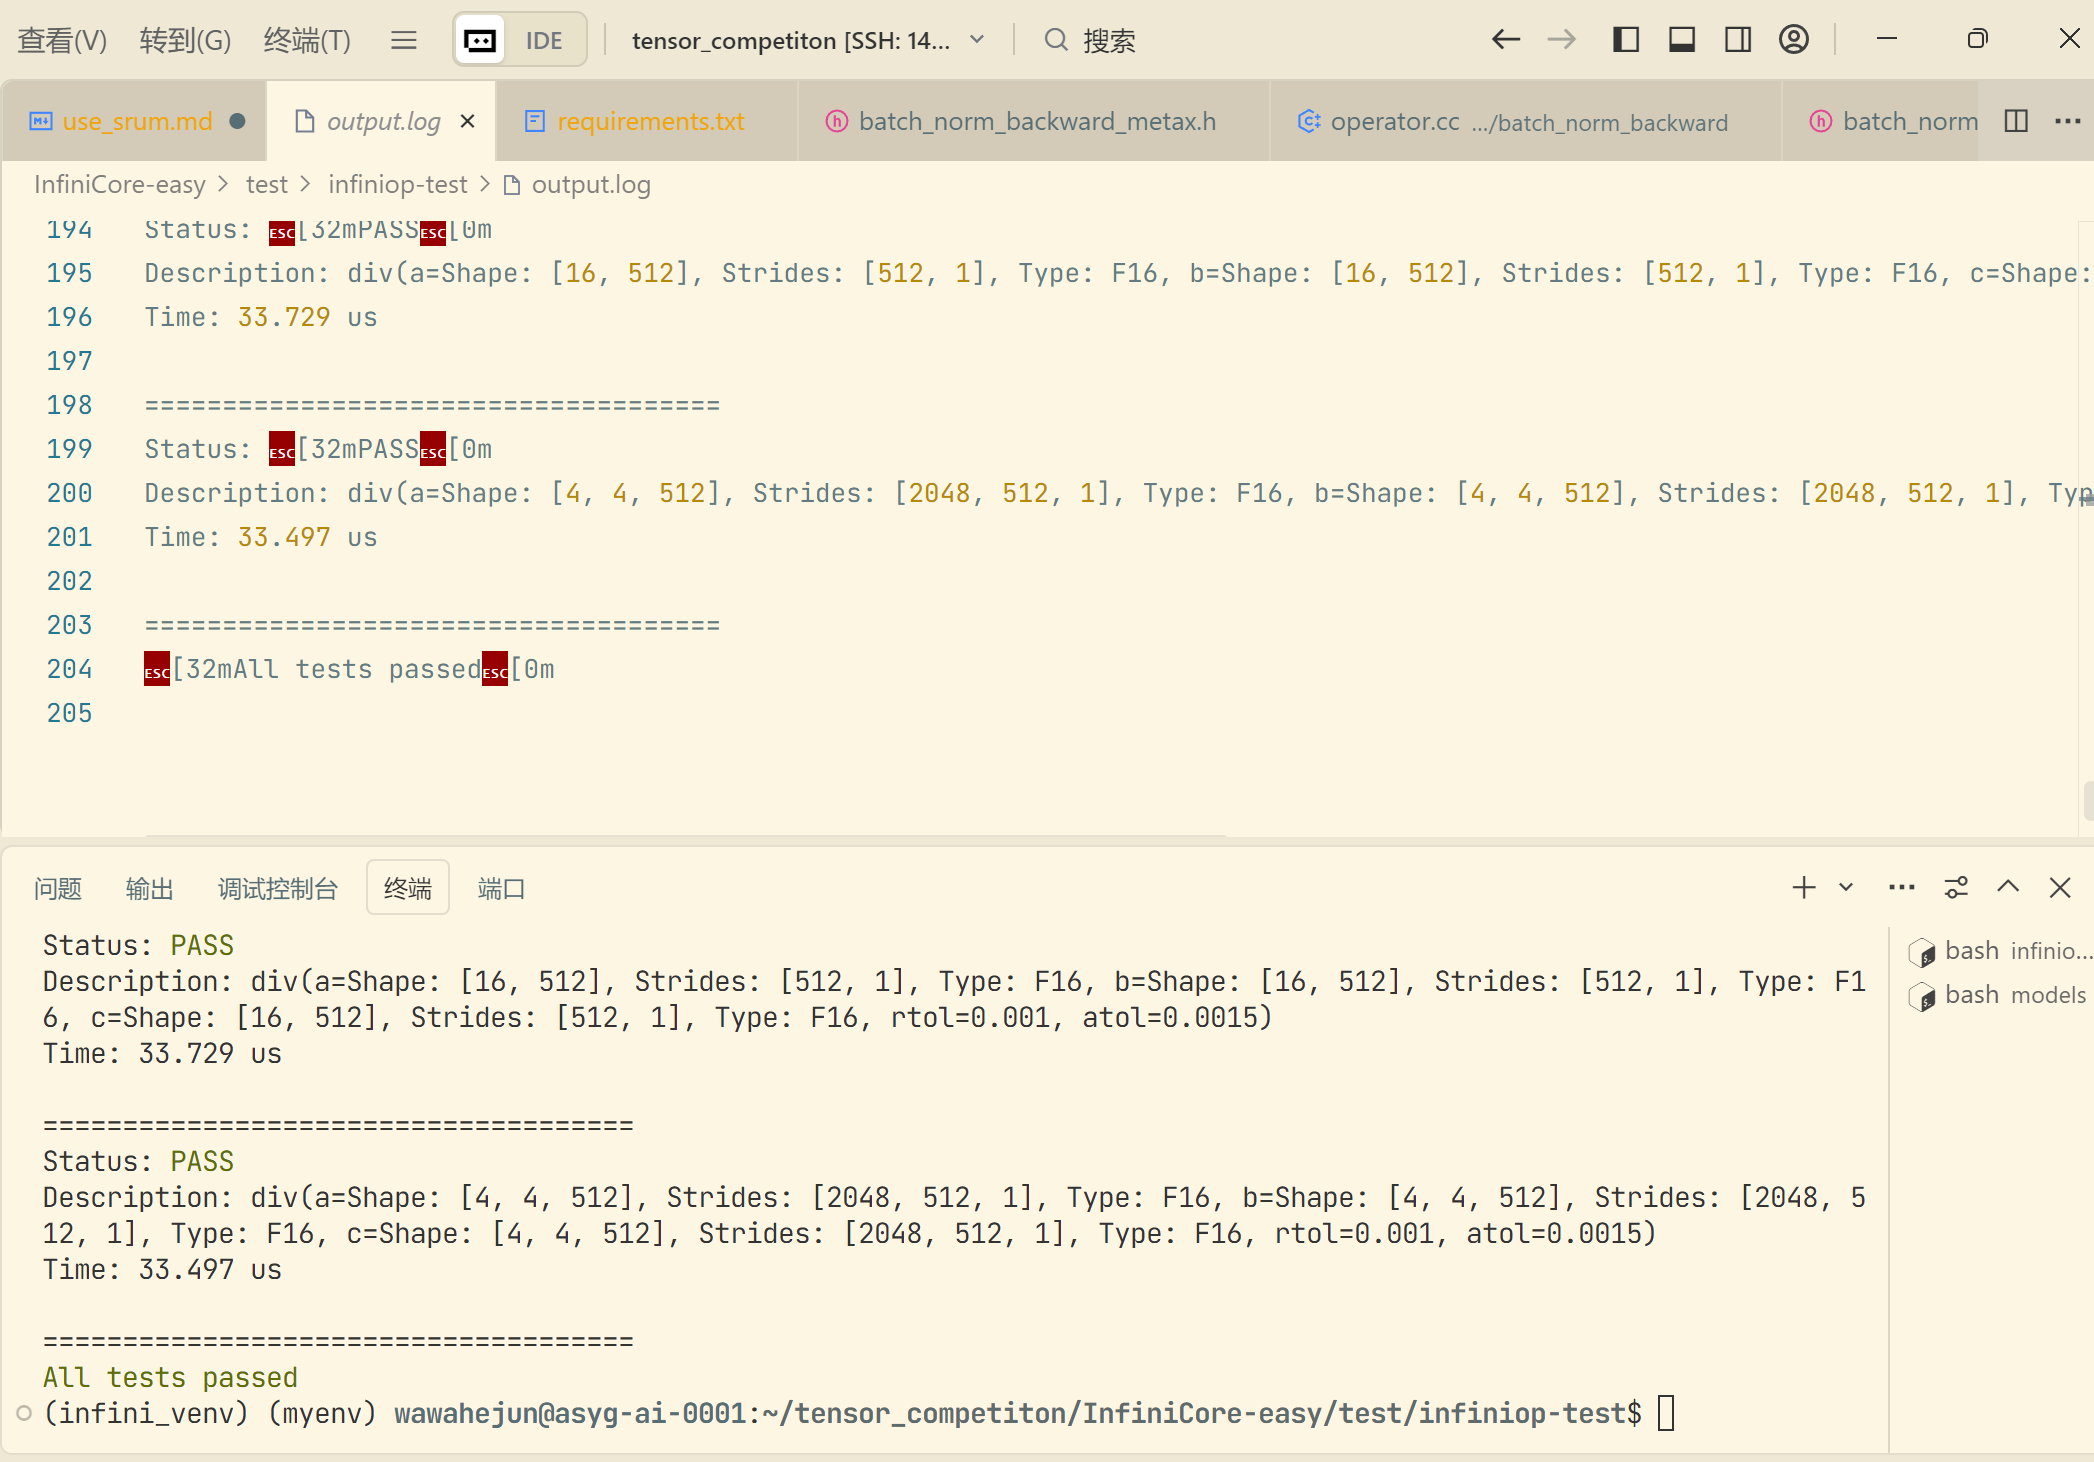 查看(V) 转到(G) 终端(T) IDE tensor_competiton [SSH: 14... 搜索
use_srum.md output.log requirements.txt batch_norm_backward_metax.h operator.cc .../batch_norm_backward batch_norm
InfiniCore-easy > test > infiniop-test > output.log
194 Status: ESC[32mPASSESC[0m
195 Description: div(a=Shape: [16, 512], Strides: [512, 1], Type: F16, b=Shape: [16, 512], Strides: [512, 1], Type: F16, c=Shape:
196 Time: 33.729 us
197
198 =====================================
199 Status: ESC[32mPASSESC[0m
200 Description: div(a=Shape: [4, 4, 512], Strides: [2048, 512, 1], Type: F16, b=Shape: [4, 4, 512], Strides: [2048, 512, 1], Typ
201 Time: 33.497 us
202
203 =====================================
204 ESC[32mAll tests passedESC[0m
205
问题 输出 调试控制台 终端 端口
Status: PASS
Description: div(a=Shape: [16, 512], Strides: [512, 1], Type: F16, b=Shape: [16, 512], Strides: [512, 1], Type: F1
6, c=Shape: [16, 512], Strides: [512, 1], Type: F16, rtol=0.001, atol=0.0015)
Time: 33.729 us
=====================================
Status: PASS
Description: div(a=Shape: [4, 4, 512], Strides: [2048, 512, 1], Type: F16, b=Shape: [4, 4, 512], Strides: [2048, 5
12, 1], Type: F16, c=Shape: [4, 4, 512], Strides: [2048, 512, 1], Type: F16, rtol=0.001, atol=0.0015)
Time: 33.497 us
=====================================
All tests passed
(infini_venv) (myenv) wawahejun@asyg-ai-0001:~/tensor_competiton/InfiniCore-easy/test/infiniop-test$
bash infinio...
bash models